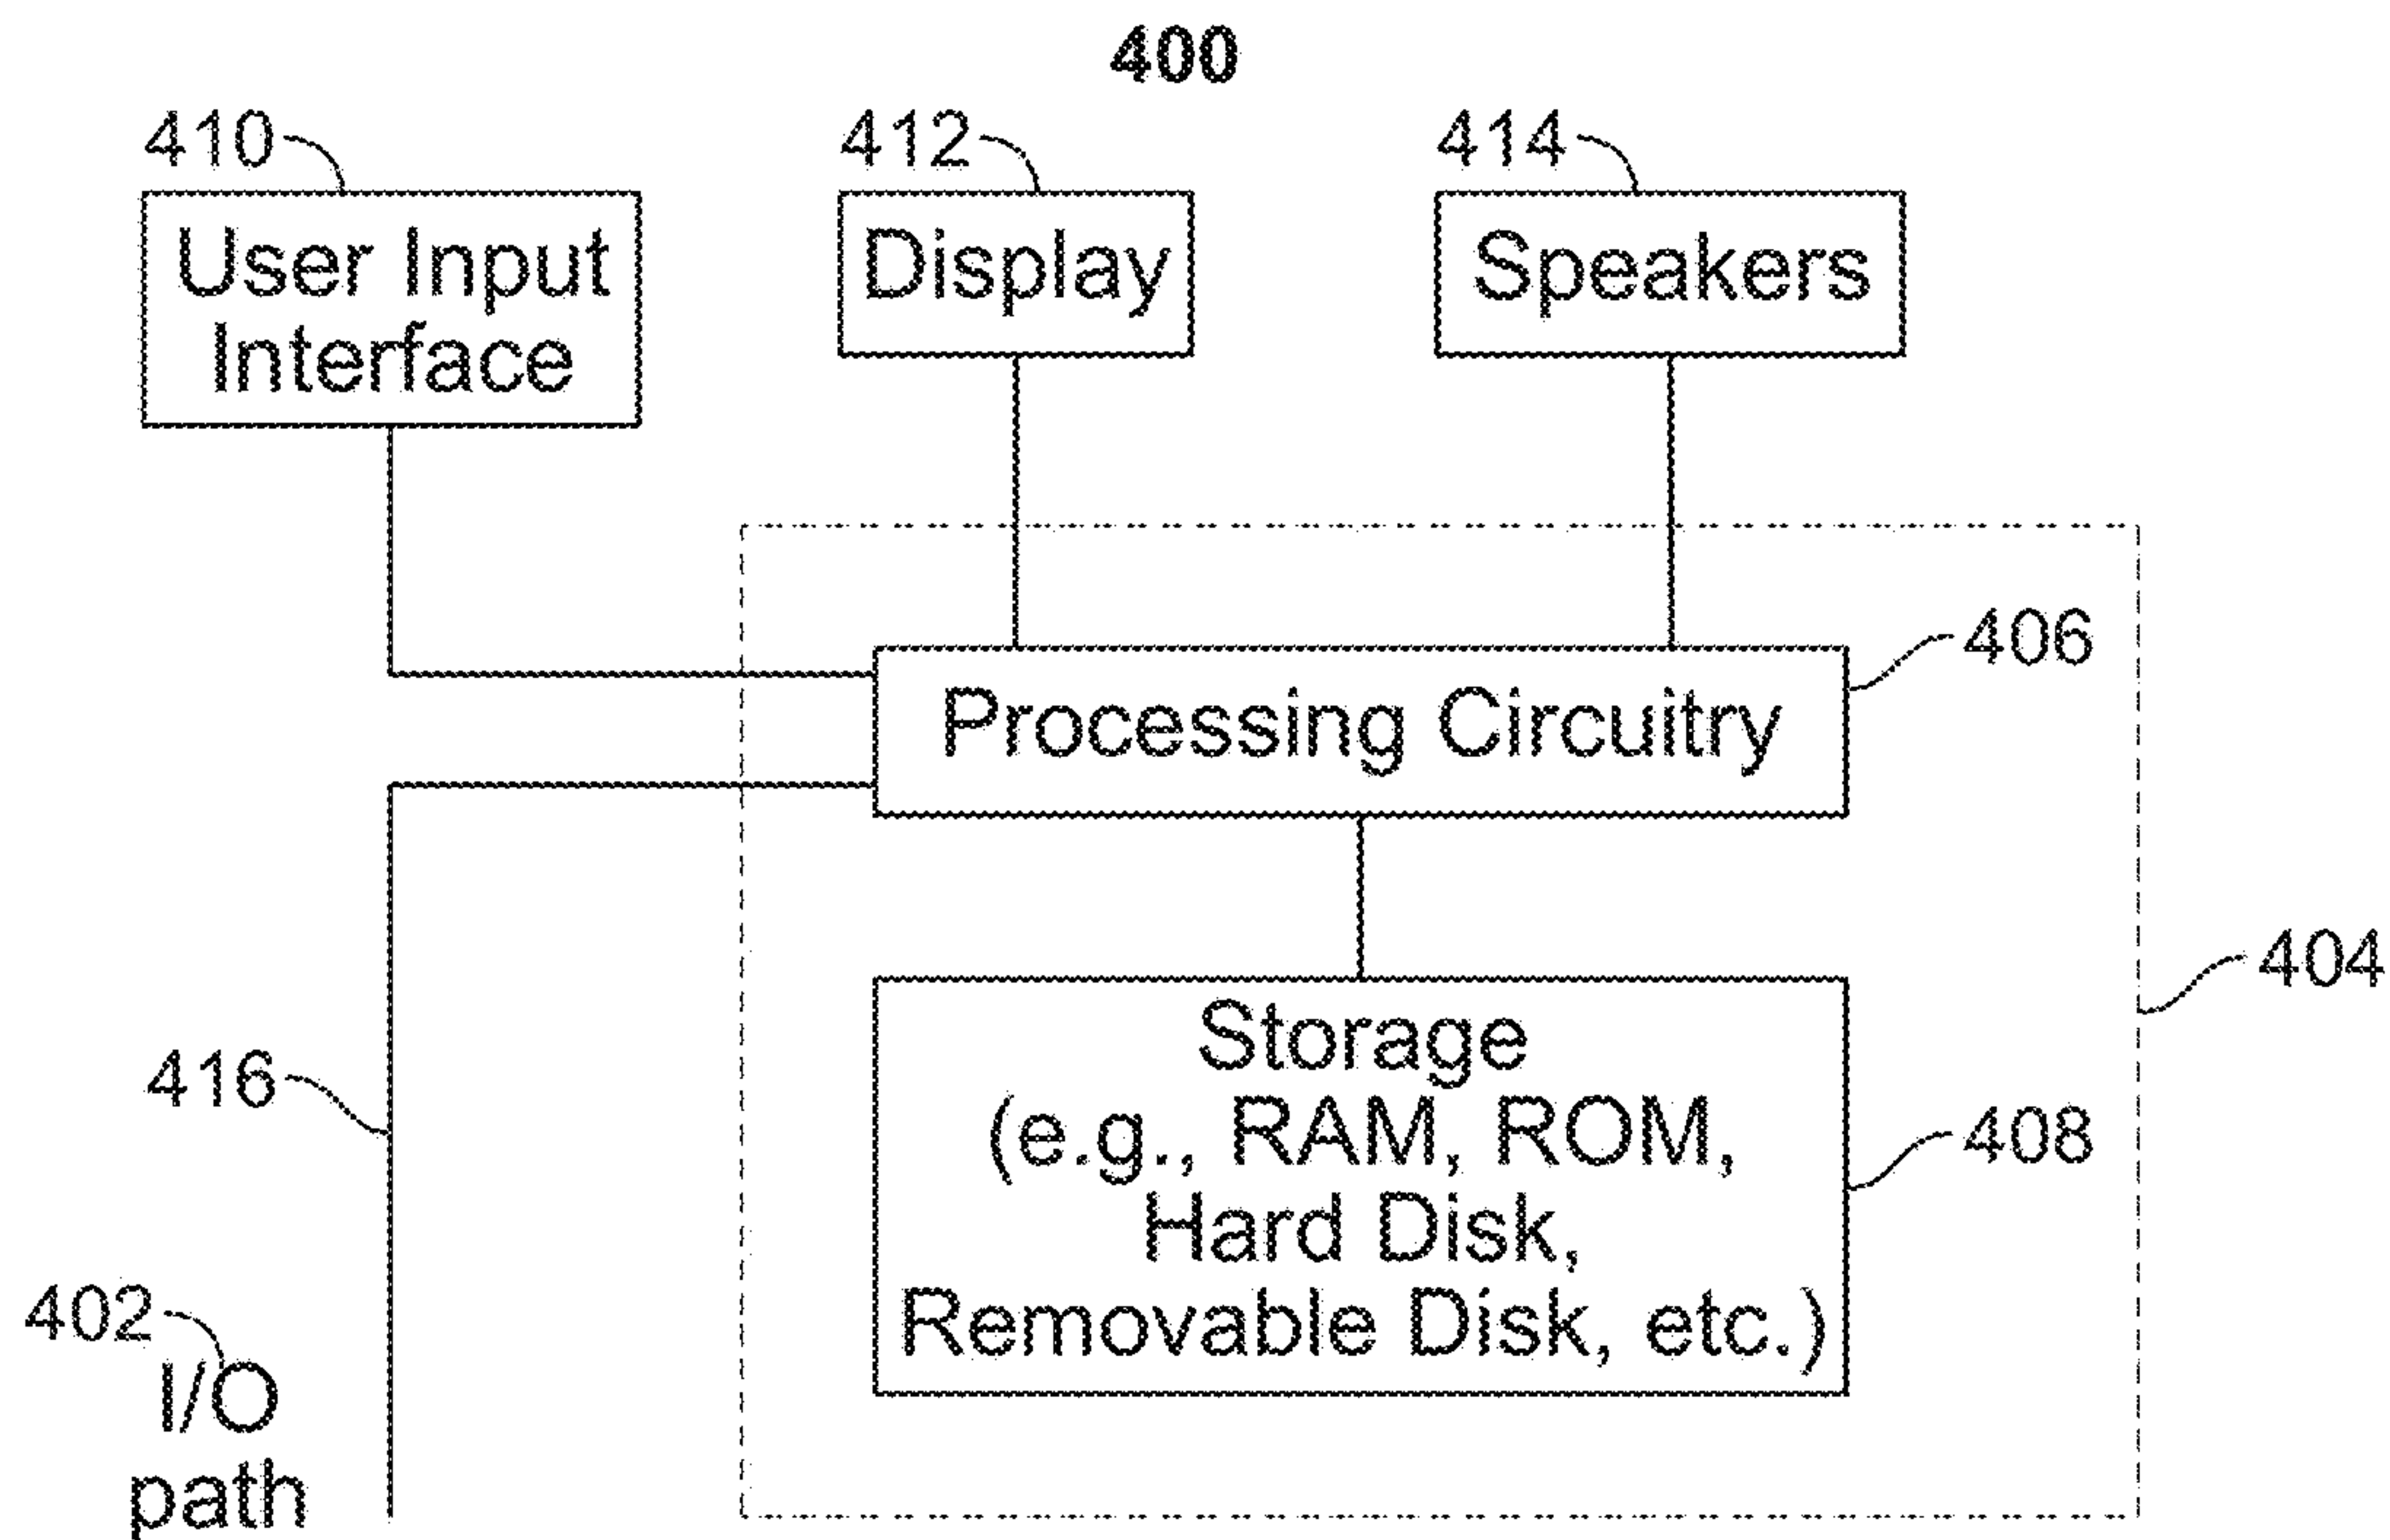 400
410
412
414
User Input
Interface
Display
Speakers
406
Processing Circuitry
404
Storage
(e.g., RAM, ROM,
Hard Disk,
Removable Disk, etc.)
408
416
402
I/O
path